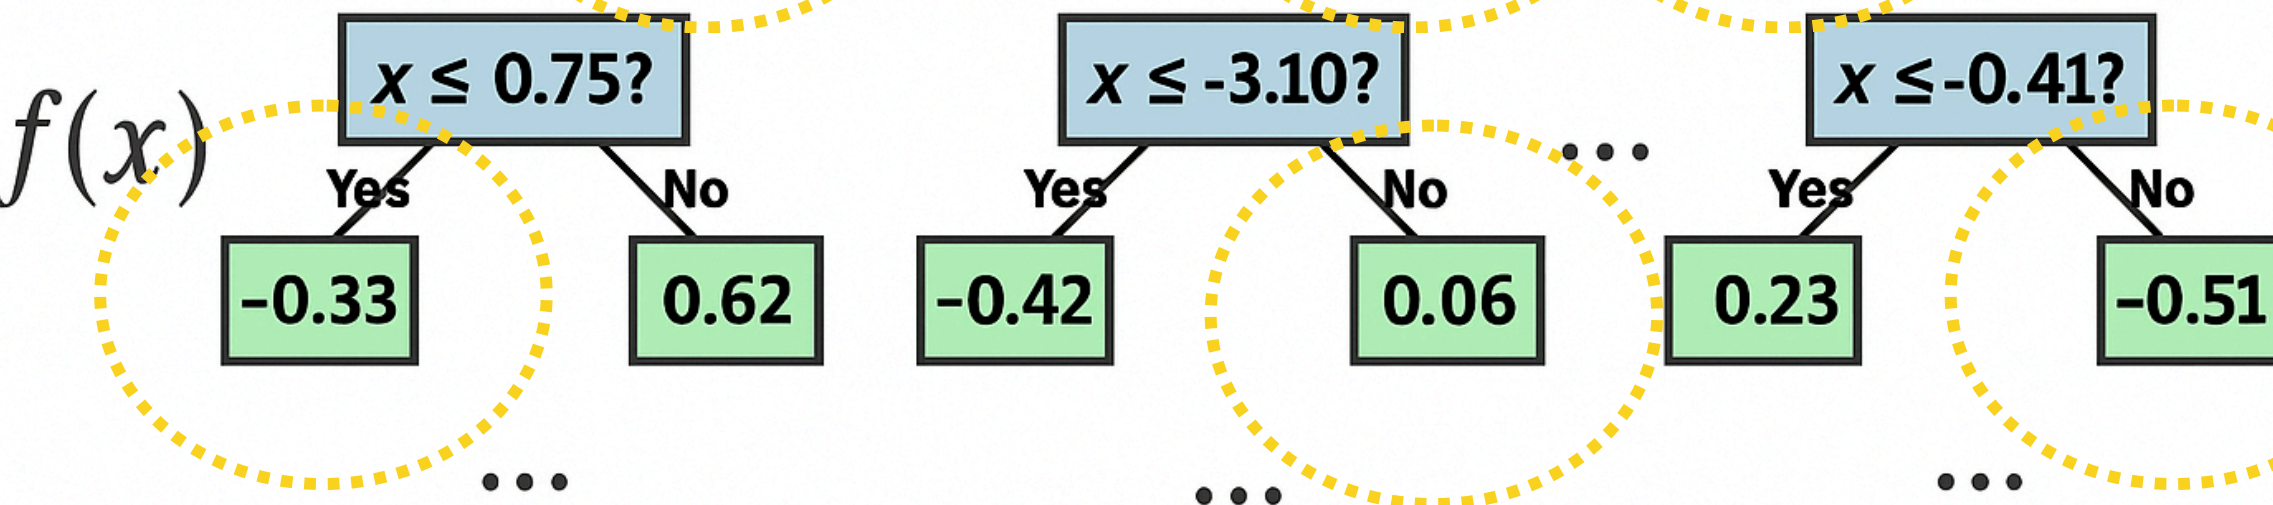 x ≤ 0.75? x ≤ -3.10? x ≤-0.41?
f(x)
...
Yes No Yes No Yes No
−0.33 0.62 −0.42 0.06 0.23 −0.51
... ... ...